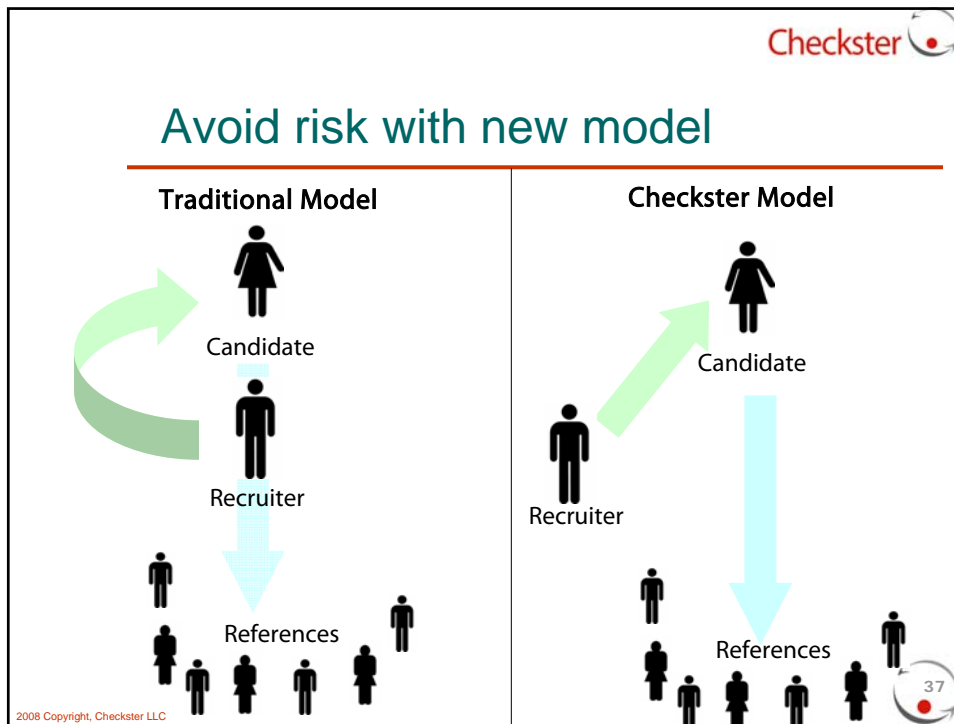 Checkster
Avoid risk with new model
Traditional Model
Candidate
Recruiter
References
Checkster Model
Candidate
Recruiter
References
37
2008 Copyright, Checkster LLC